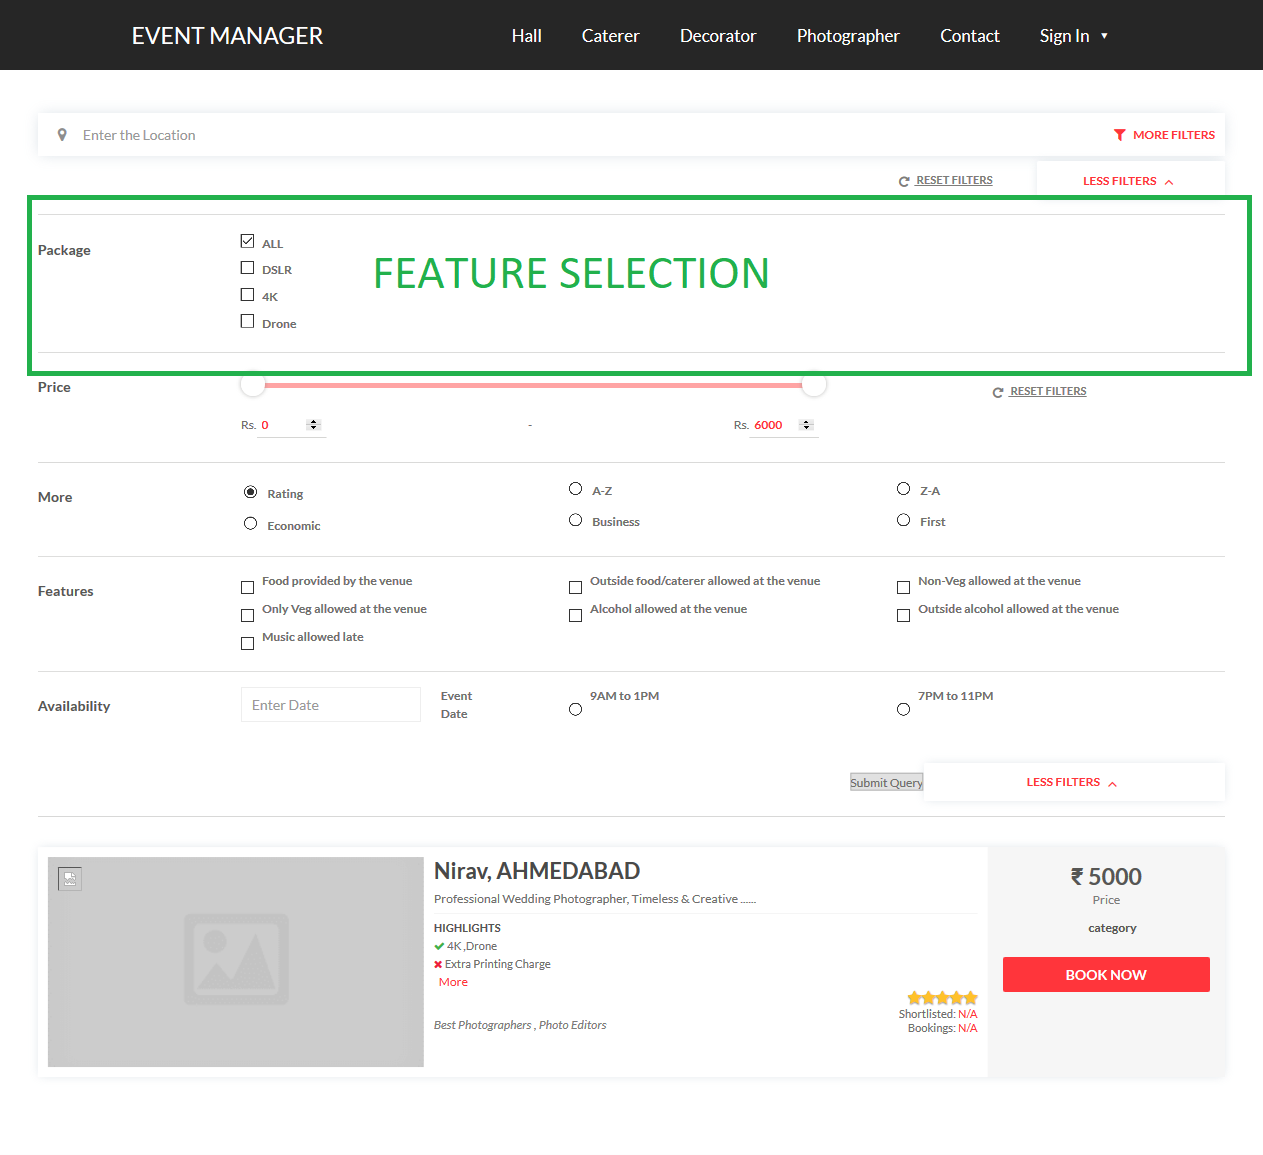 EVENT MANAGER Hall Caterer Decorator Photographer Contact Sign In ▼
Enter the Location MORE FILTERS
RESET FILTERS LESS FILTERS
Package ALL
DSLR
4K
Drone
FEATURE SELECTION
Price RESET FILTERS
Rs. 0 - Rs. 6000
More Rating A-Z Z-A
Economic Business First
Features Food provided by the venue Outside food/caterer allowed at the venue Non-Veg allowed at the venue
Only Veg allowed at the venue Alcohol allowed at the venue Outside alcohol allowed at the venue
Music allowed late
Availability Enter Date Event Date 9AM to 1PM 7PM to 11PM
Submit Query LESS FILTERS
Nirav, AHMEDABAD
Professional Wedding Photographer, Timeless & Creative ......
HIGHLIGHTS
4K ,Drone
Extra Printing Charge
More
Shortlisted: N/A
Bookings: N/A
Best Photographers , Photo Editors
₹ 5000
Price
category
BOOK NOW